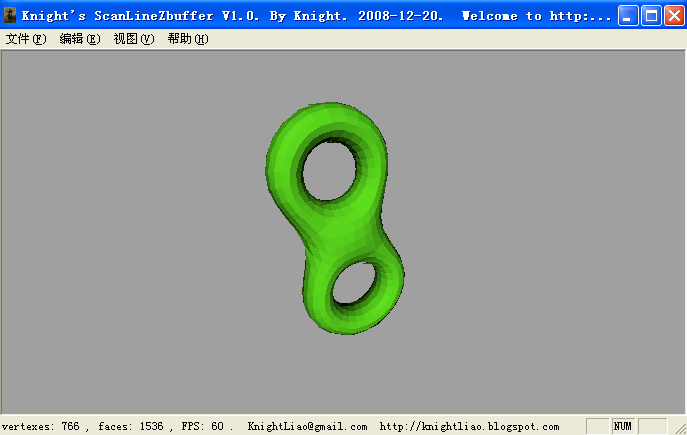 Knight's ScanLineZbuffer V1.0. By Knight. 2008-12-20. Welcome to http:...
文件(F) 编辑(E) 视图(V) 帮助(H)
vertexes: 766 , faces: 1536 , FPS: 60 . KnightLiao@gmail.com http://knightliao.blogspot.com NUM